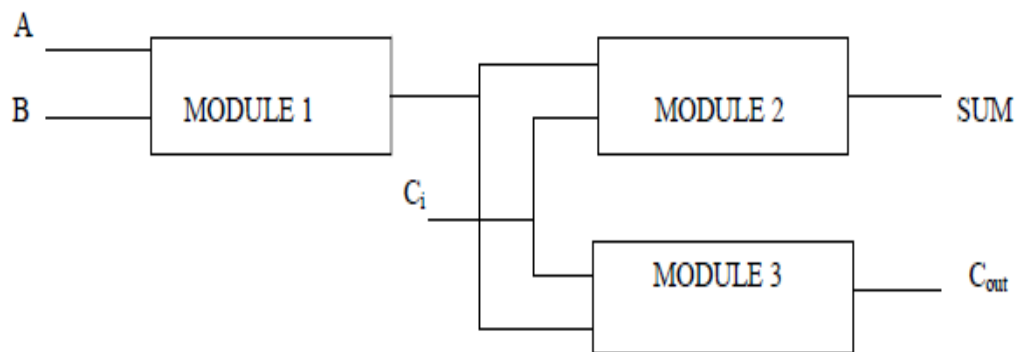 A
B
MODULE 1
MODULE 2
SUM
Cᵢ
MODULE 3
Cₒᵤₜ